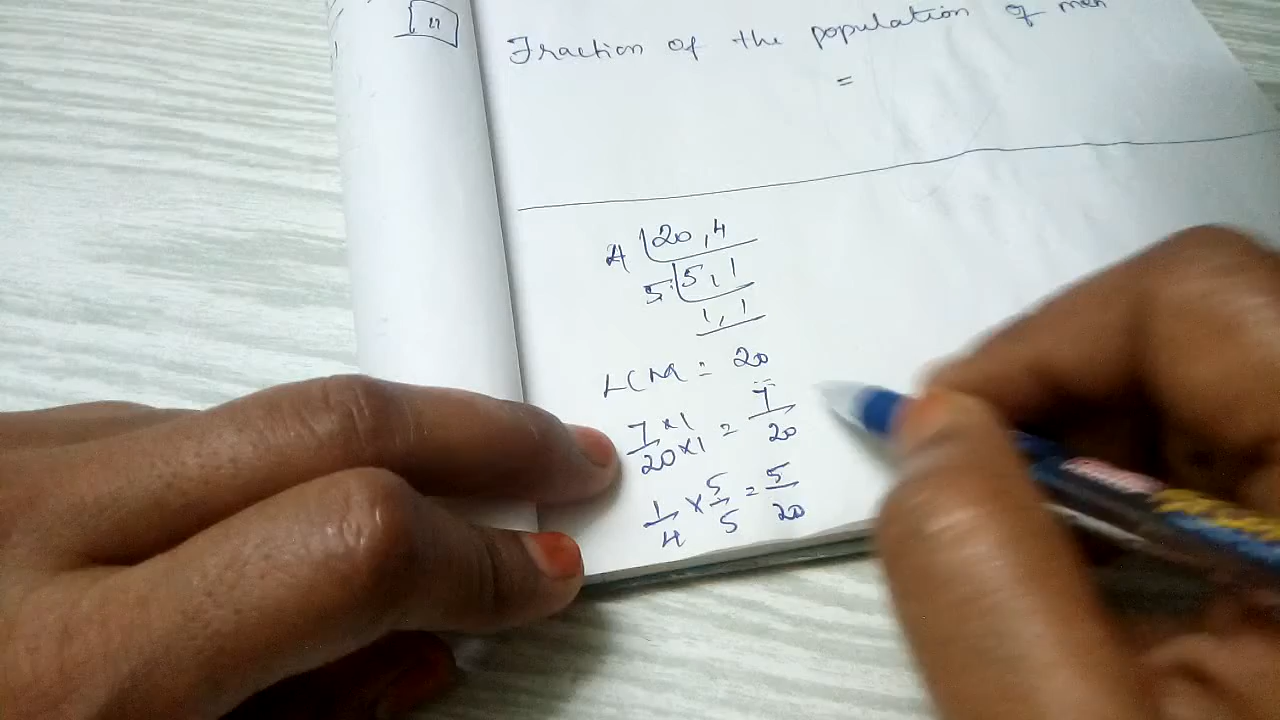 11
Fraction of the population of men
=
4 | 20, 4
5 | 5, 1
1, 1
LCM = 20
7/20 × 1/1 = 7/20
1/4 × 5/5 = 5/20